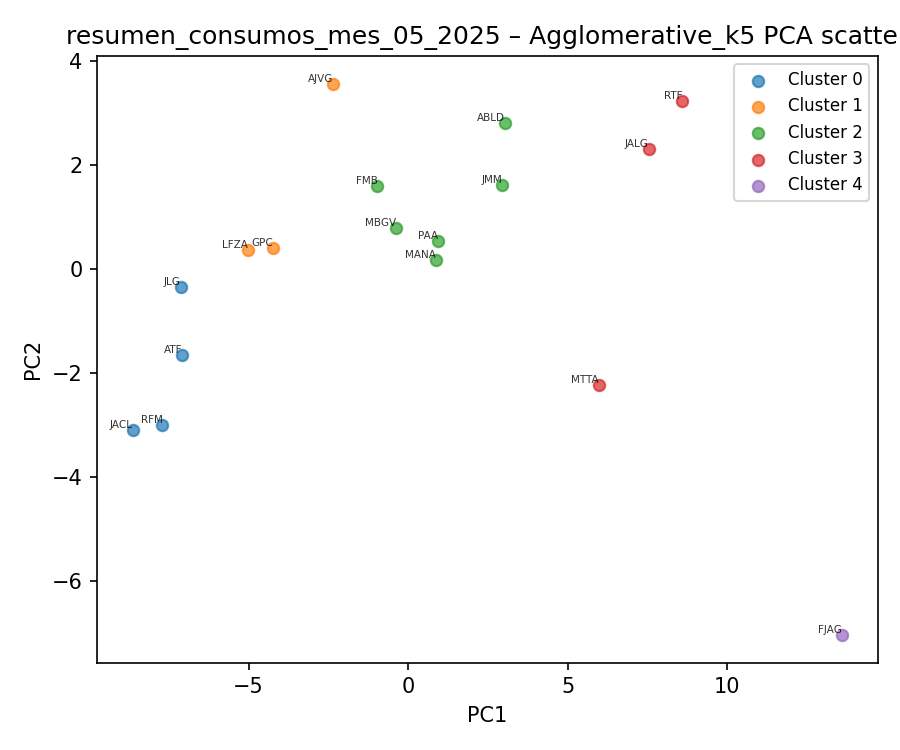 resumen_consumos_mes_05_2025 – Agglomerative_k5 PCA scatte
Cluster 0
Cluster 1
Cluster 2
Cluster 3
Cluster 4
AJVG
RTF
ABLD
JALG
FMB
JMM
MBGV
PAA
LFZA
GPC
MANA
JLG
ATF
MTTA
JACL
RFM
FJAG
4
2
0
−2
−4
−6
PC2
−5
0
5
10
PC1